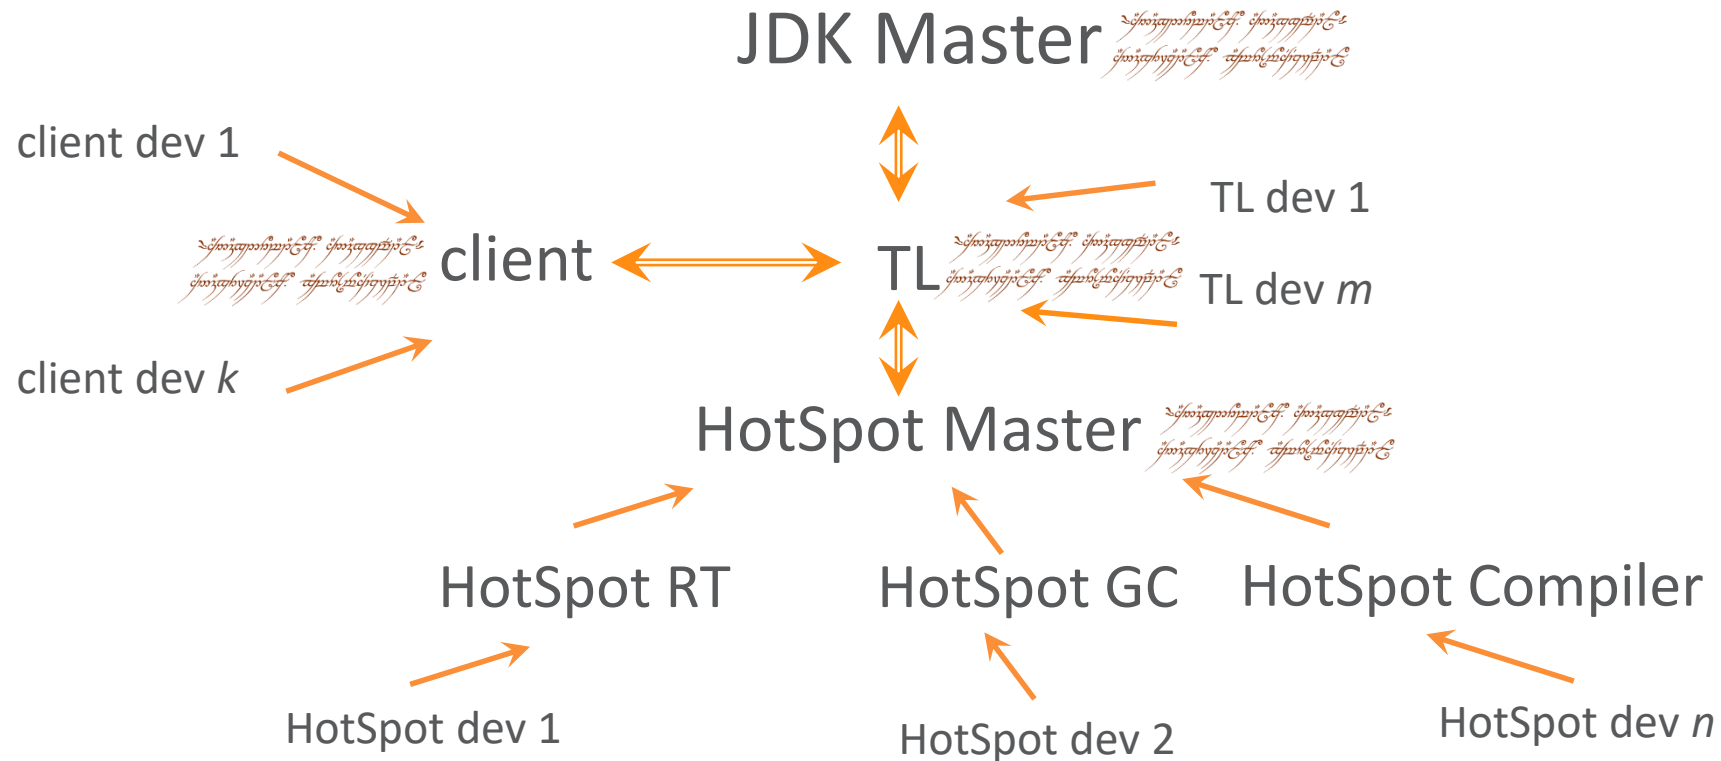 JDK Master
client dev 1
TL dev 1
client
TL
TL dev m
client dev k
HotSpot Master
HotSpot RT
HotSpot GC
HotSpot Compiler
HotSpot dev 1
HotSpot dev 2
HotSpot dev n